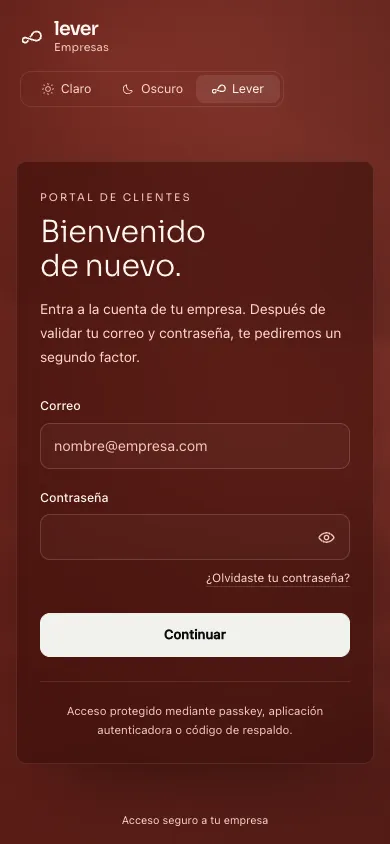 lever
Empresas
Claro
Oscuro
Lever
PORTAL DE CLIENTES
Bienvenido
de nuevo.
Entra a la cuenta de tu empresa. Después de
validar tu correo y contraseña, te pediremos un
segundo factor.
Correo
nombre@empresa.com
Contraseña
¿Olvidaste tu contraseña?
Continuar
Acceso protegido mediante passkey, aplicación
autenticadora o código de respaldo.
Acceso seguro a tu empresa